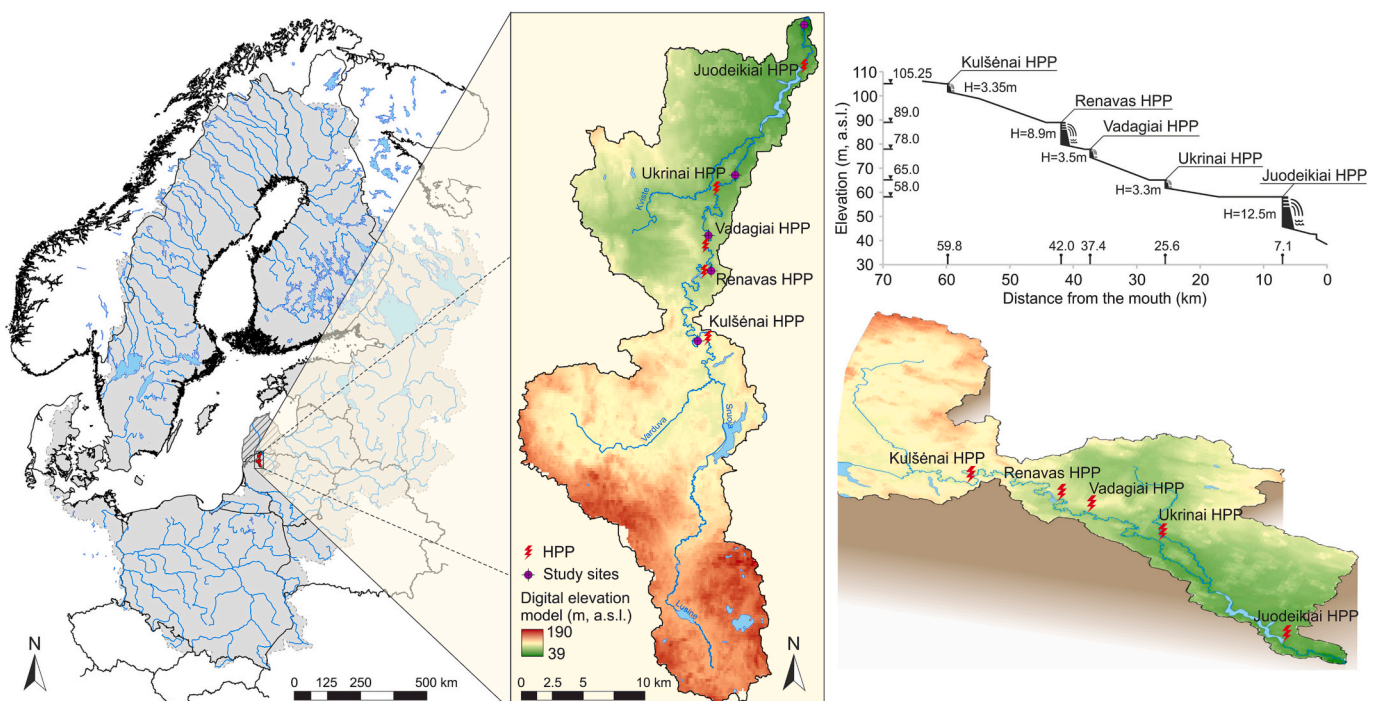 N
0 125 250 500 km
Juodeikiai HPP
Ukrinai HPP
Kvistė
Vadagiai HPP
Renavas HPP
Kulšėnai HPP
Varduva
Sruoja
Lūšinė
HPP
Study sites
Digital elevation
model (m, a.s.l.)
190
39
0 2.5 5 10 km
N
Elevation (m, a.s.l.)
110
100
90
80
70
60
50
40
30
105.25
89.0
78.0
65.0
58.0
Kulšėnai HPP
H=3.35m
Renavas HPP
H=8.9m
Vadagiai HPP
H=3.5m
Ukrinai HPP
H=3.3m
Juodeikiai HPP
H=12.5m
59.8 42.0 37.4 25.6 7.1
70 60 50 40 30 20 10 0
Distance from the mouth (km)
Kulšėnai HPP
Renavas HPP
Vadagiai HPP
Ukrinai HPP
Juodeikiai HPP